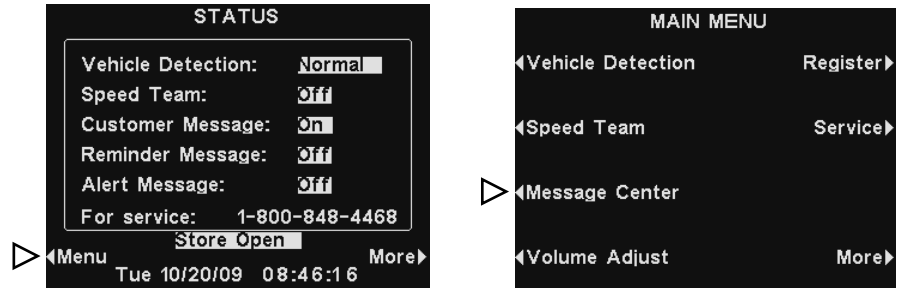 STATUS
Vehicle Detection: Normal
Speed Team: Off
Customer Message: On
Reminder Message: Off
Alert Message: Off
For service: 1-800-848-4468
Store Open
Menu More
Tue 10/20/09 08:46:16
MAIN MENU
Vehicle Detection Register
Speed Team Service
Message Center
Volume Adjust More